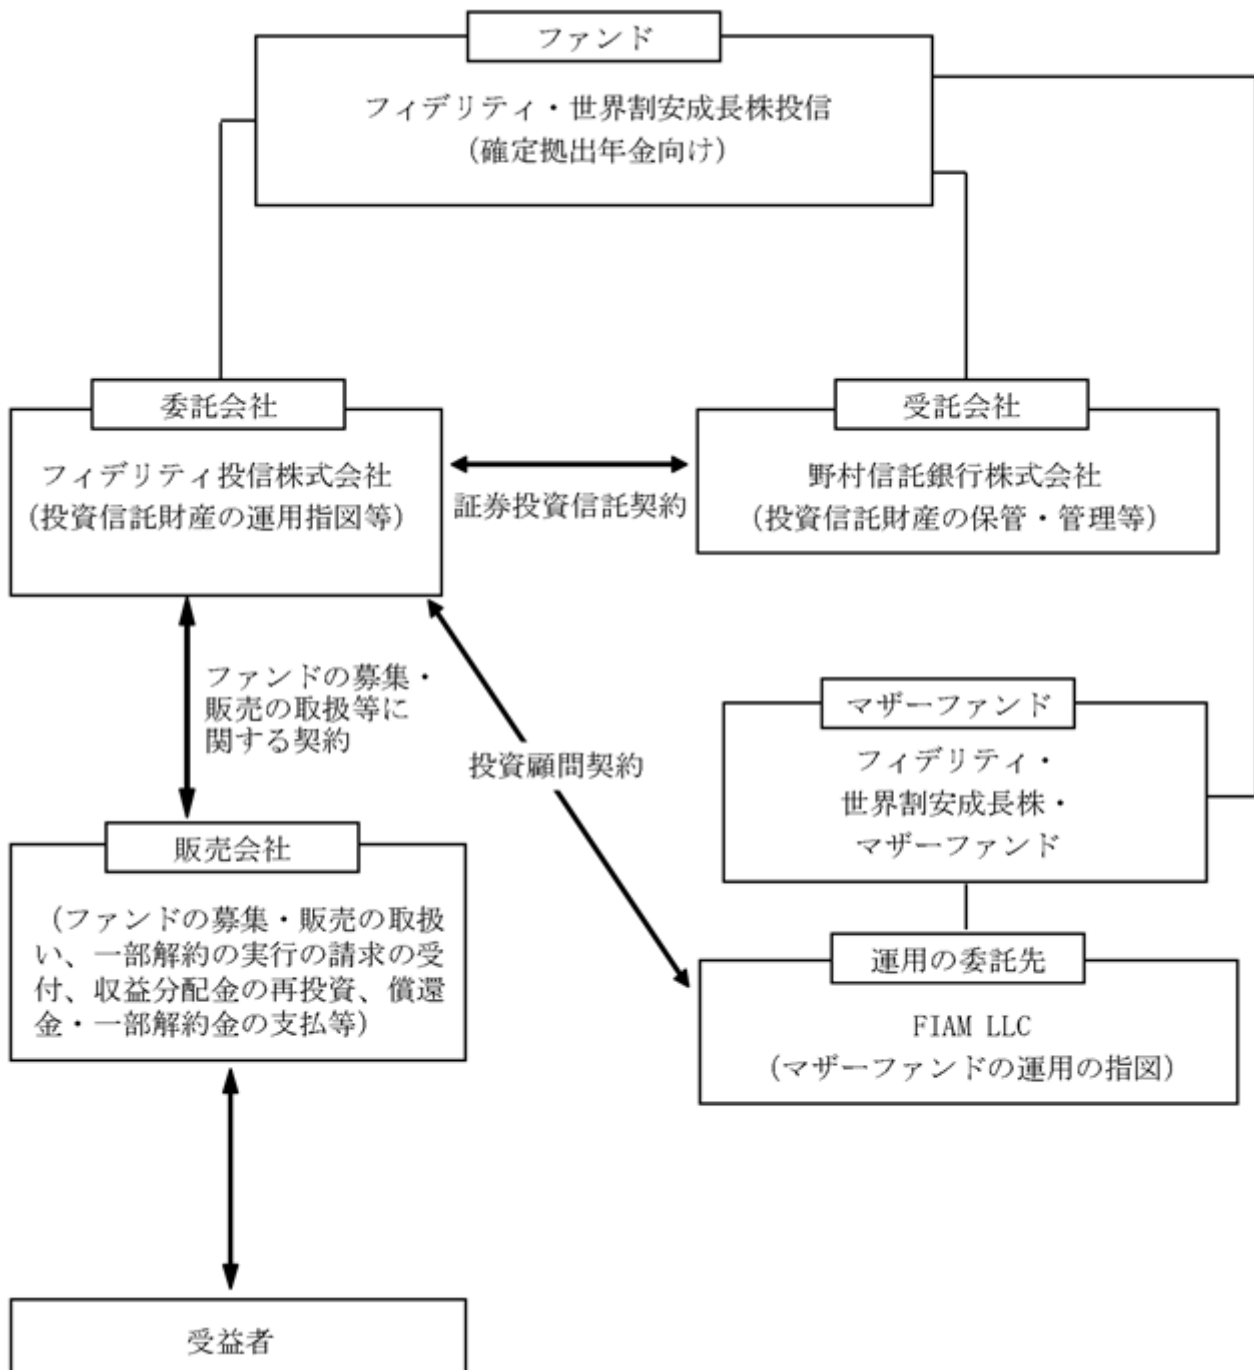 ファンド
フィデリティ・世界割安成長株投信
(確定拠出年金向け)
委託会社
フィデリティ投信株式会社
(投資信託財産の運用指図等)
証券投資信託契約
受託会社
野村信託銀行株式会社
(投資信託財産の保管・管理等)
ファンドの募集・
販売の取扱等に
関する契約
投資顧問契約
マザーファンド
フィデリティ・
世界割安成長株・
マザーファンド
販売会社
(ファンドの募集・販売の取扱
い、一部解約の実行の請求の受
付、収益分配金の再投資、償還
金・一部解約金の支払等)
運用の委託先
FIAM LLC
(マザーファンドの運用の指図)
受益者